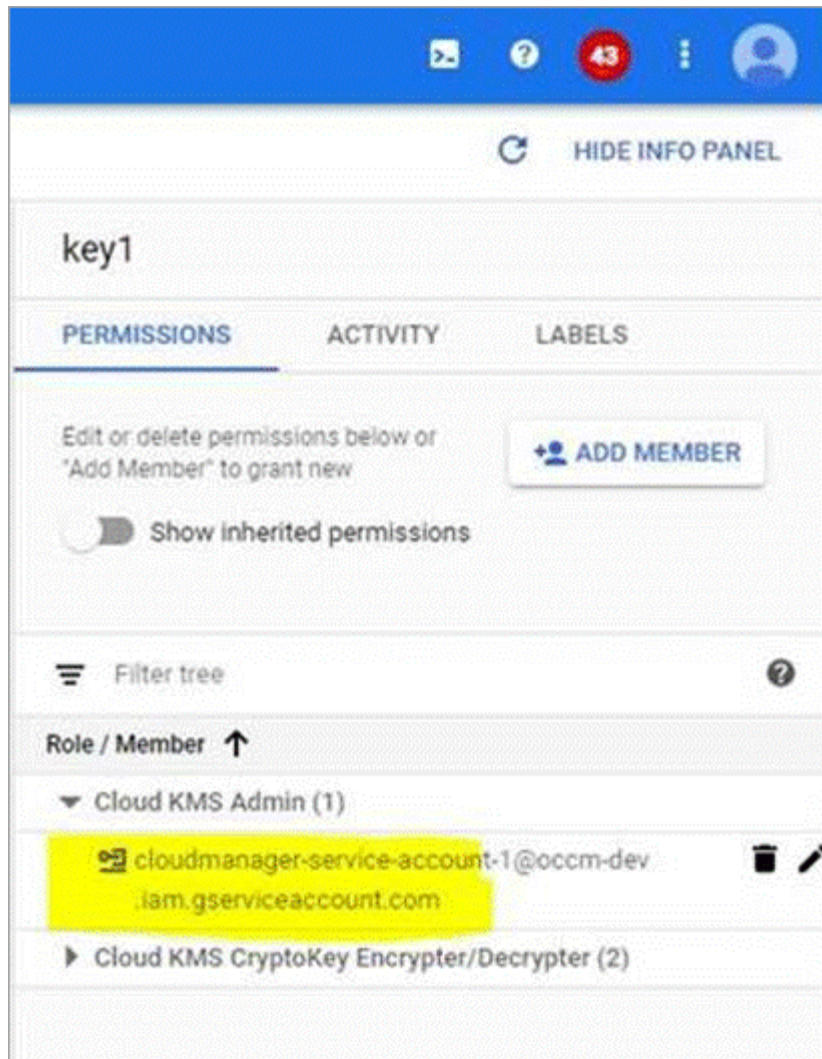 43
HIDE INFO PANEL
key1
PERMISSIONS ACTIVITY LABELS
Edit or delete permissions below or
"Add Member" to grant new
ADD MEMBER
Show inherited permissions
Filter tree
Role / Member
Cloud KMS Admin (1)
cloudmanager-service-account-1@occm-dev
.iam.gserviceaccount.com
Cloud KMS CryptoKey Encrypter/Decrypter (2)